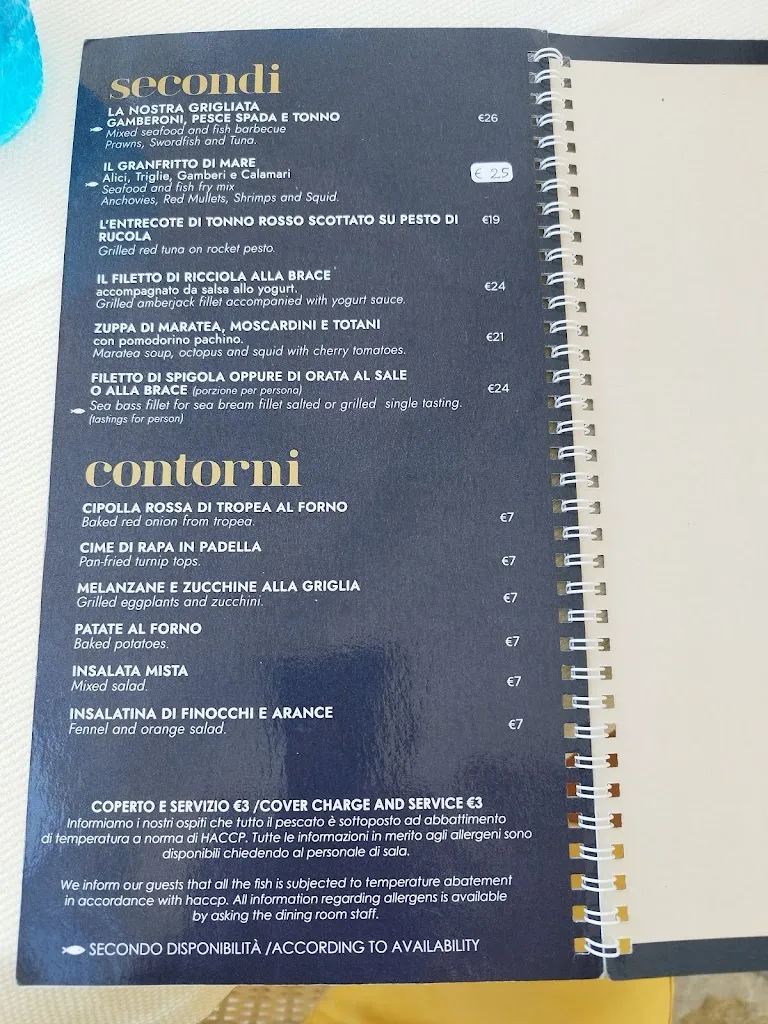 secondi
LA NOSTRA GRIGLIATA
GAMBERONI, PESCE SPADA E TONNO €26
Mixed seafood and fish barbecue
Prawns, Swordfish and Tuna.
IL GRANFRITTO DI MARE
Alici, Triglie, Gamberi e Calamari € 25
Seafood and fish fry mix
Anchovies, Red Mullets, Shrimps and Squid.
L'ENTRECOTE DI TONNO ROSSO SCOTTATO SU PESTO DI €19
RUCOLA
Grilled red tuna on rocket pesto.
IL FILETTO DI RICCIOLA ALLA BRACE
accompagnato da salsa allo yogurt. €24
Grilled amberjack fillet accompanied with yogurt sauce.
ZUPPA DI MARATEA, MOSCARDINI E TOTANI
con pomodorino pachino. €21
Maratea soup, octopus and squid with cherry tomatoes.
FILETTO DI SPIGOLA OPPURE DI ORATA AL SALE
O ALLA BRACE (porzione per persona) €24
Sea bass fillet for sea bream fillet salted or grilled single tasting.
(tastings for person)
contorni
CIPOLLA ROSSA DI TROPEA AL FORNO
Baked red onion from tropea. €7
CIME DI RAPA IN PADELLA
Pan-fried turnip tops. €7
MELANZANE E ZUCCHINE ALLA GRIGLIA
Grilled eggplants and zucchini. €7
PATATE AL FORNO
Baked potatoes. €7
INSALATA MISTA
Mixed salad. €7
INSALATINA DI FINOCCHI E ARANCE
Fennel and orange salad. €7
COPERTO E SERVIZIO €3 /COVER CHARGE AND SERVICE €3
Informiamo i nostri ospiti che tutto il pescato è sottoposto ad abbattimento
di temperatura a norma di HACCP. Tutte le informazioni in merito agli allergeni sono
disponibili chiedendo al personale di sala.
We inform our guests that all the fish is subjected to temperature abatement
in accordance with haccp. All information regarding allergens is available
by asking the dining room staff.
SECONDO DISPONIBILITÀ /ACCORDING TO AVAILABILITY